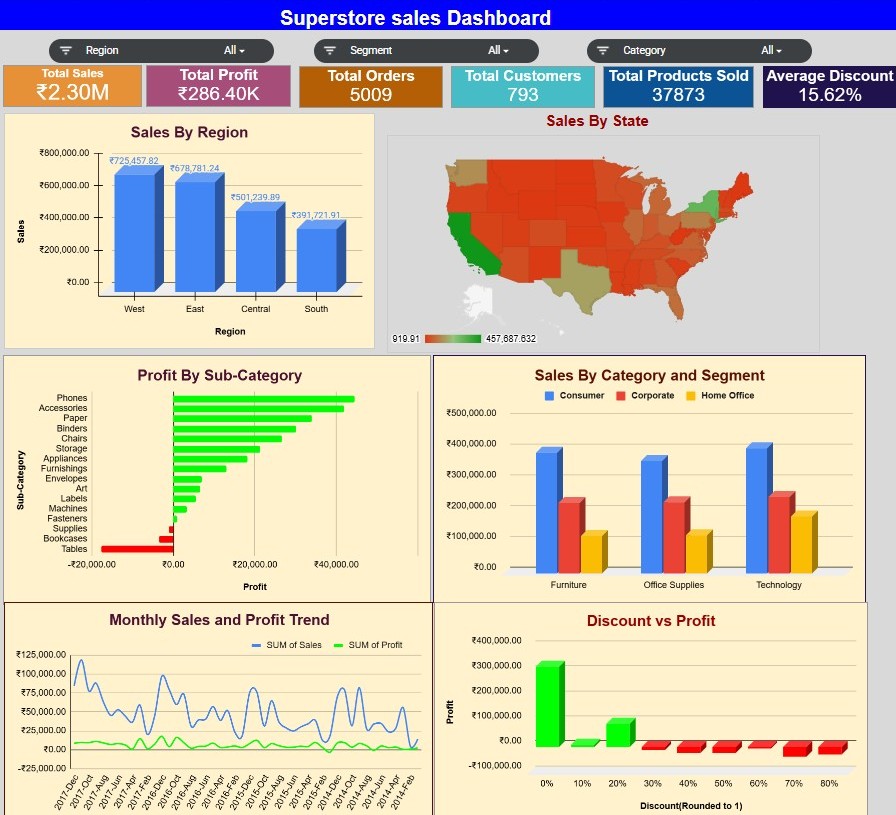 Superstore sales Dashboard
Region All
Segment All
Category All
Total Sales
₹2.30M
Total Profit
₹286.40K
Total Orders
5009
Total Customers
793
Total Products Sold
37873
Average Discount
15.62%
Sales By Region
Sales
₹800,000.00
₹600,000.00
₹400,000.00
₹200,000.00
₹0.00
₹725,457.82
₹678,781.24
₹501,239.89
₹391,721.91
West East Central South
Region
Sales By State
919.91 457,687.632
Profit By Sub-Category
Sub-Category
Phones
Accessories
Paper
Binders
Chairs
Storage
Appliances
Furnishings
Envelopes
Art
Labels
Machines
Fasteners
Supplies
Bookcases
Tables
-₹20,000.00 ₹0.00 ₹20,000.00 ₹40,000.00
Profit
Sales By Category and Segment
Consumer Corporate Home Office
₹500,000.00
₹400,000.00
₹300,000.00
₹200,000.00
₹100,000.00
₹0.00
Furniture Office Supplies Technology
Monthly Sales and Profit Trend
SUM of Sales SUM of Profit
₹125,000.00
₹100,000.00
₹75,000.00
₹50,000.00
₹25,000.00
₹0.00
-₹25,000.00
2017-Dec
2017-Oct
2017-Aug
2017-Jun
2017-Apr
2017-Feb
2016-Dec
2016-Oct
2016-Aug
2016-Jun
2016-Apr
2016-Feb
2015-Dec
2015-Oct
2015-Aug
2015-Jun
2015-Apr
2015-Feb
2014-Dec
2014-Oct
2014-Aug
2014-Jun
2014-Apr
2014-Feb
Discount vs Profit
Profit
₹400,000.00
₹300,000.00
₹200,000.00
₹100,000.00
₹0.00
-₹100,000.00
0% 10% 20% 30% 40% 50% 60% 70% 80%
Discount(Rounded to 1)